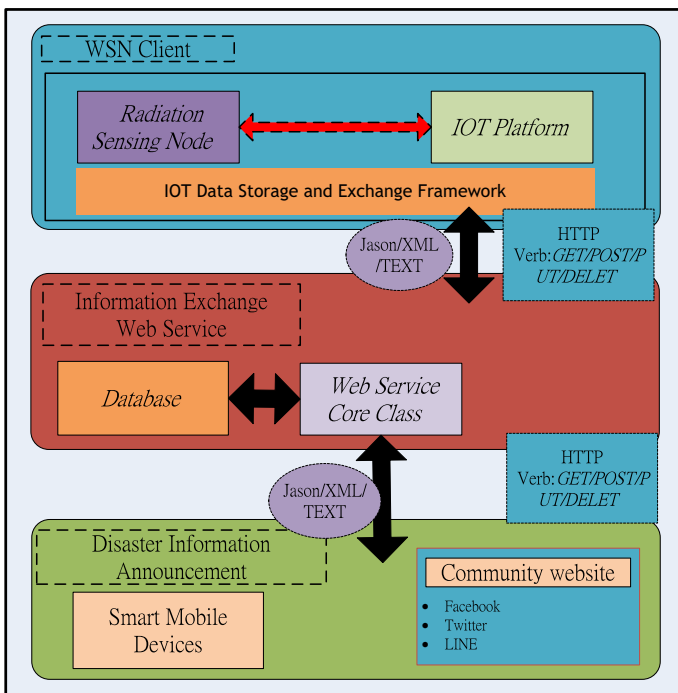 WSN Client
Radiation
Sensing Node
IOT Platform
IOT Data Storage and Exchange Framework
Jason/XML
/TEXT
HTTP
Verb:GET/POST/P
UT/DELET
Information Exchange
Web Service
Database
Web Service
Core Class
HTTP
Verb:GET/POST/P
UT/DELET
Jason/XML/
TEXT
Disaster Information
Announcement
Smart Mobile
Devices
Community website
• Facebook
• Twitter
• LINE